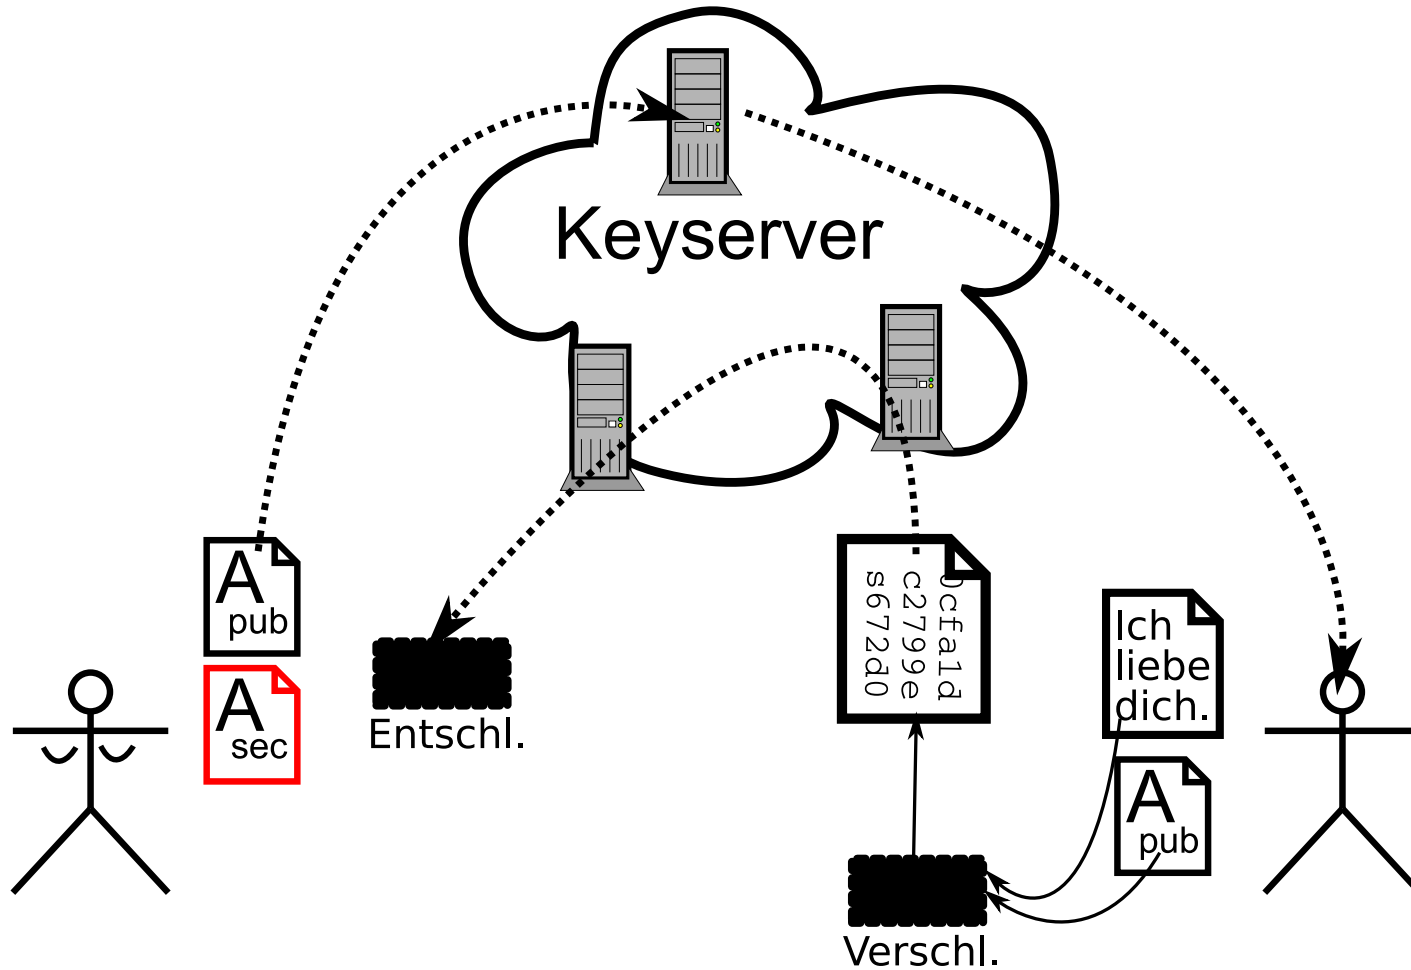 Keyserver
A
pub
A
sec
Entschl.
0cfa1d
c2799e
s672d0
Ich
liebe
dich.
A
pub
Verschl.